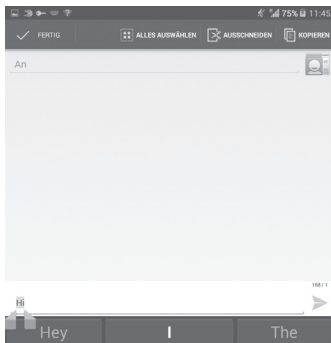 75% 11:45
FERTIG ALLES AUSWÄHLEN AUSSCHNEIDEN KOPIEREN
An
158 / 1
Hi
Hey I The